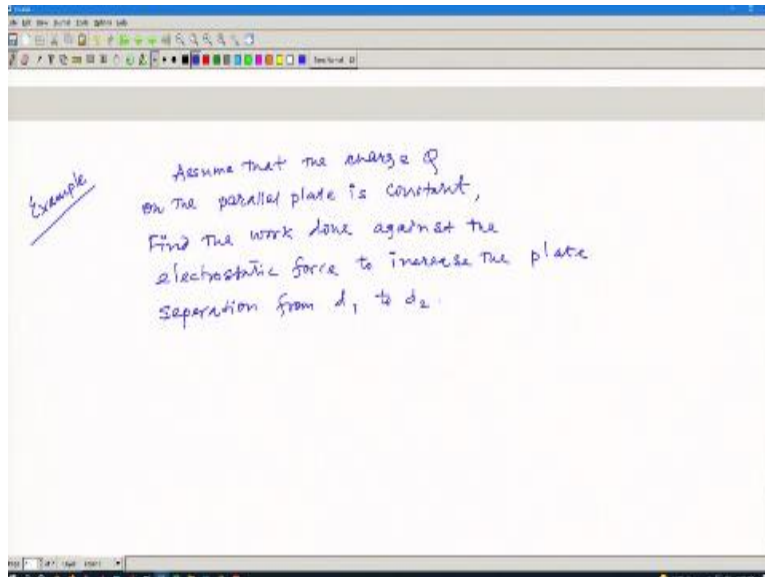 Example
Assume that the charge Q
on the parallel plate is constant,
Find the work done against the
electrostatic force to increase the plate
seperation from d₁ to d₂.